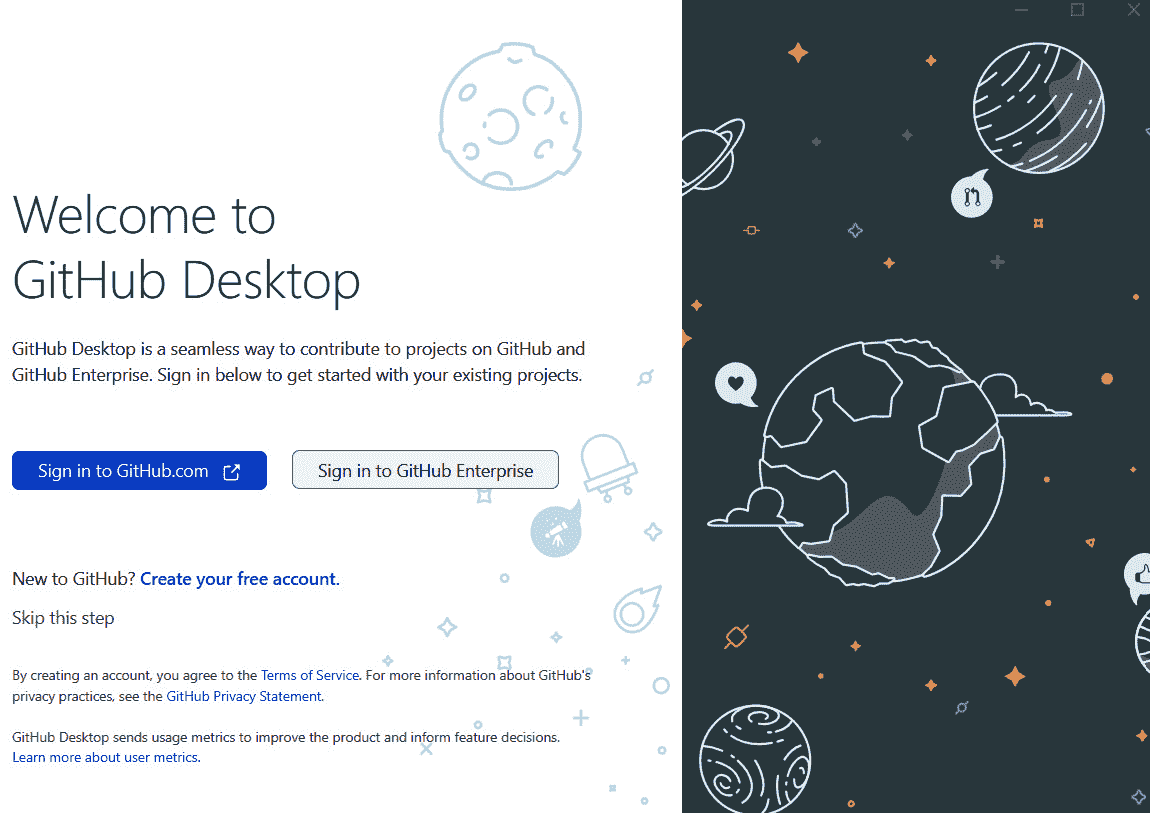 Welcome to
GitHub Desktop
GitHub Desktop is a seamless way to contribute to projects on GitHub and
GitHub Enterprise. Sign in below to get started with your existing projects.
Sign in to GitHub.com
Sign in to GitHub Enterprise
New to GitHub? Create your free account.
Skip this step
By creating an account, you agree to the Terms of Service. For more information about GitHub's
privacy practices, see the GitHub Privacy Statement.
GitHub Desktop sends usage metrics to improve the product and inform feature decisions.
Learn more about user metrics.